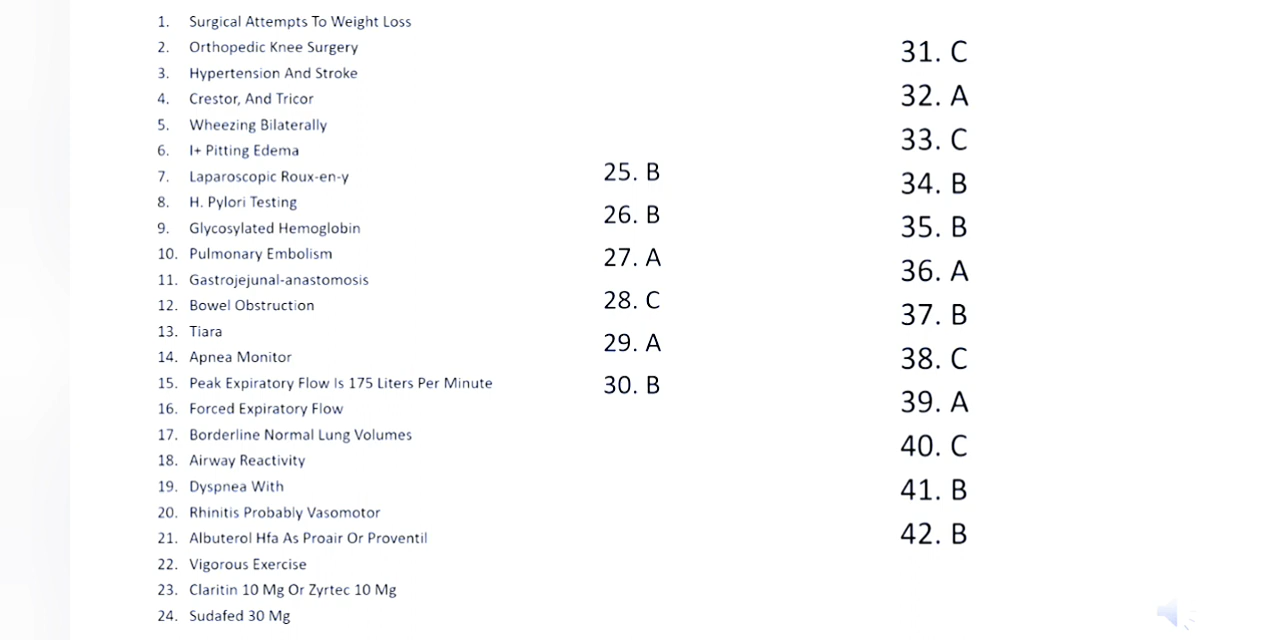 1. Surgical Attempts To Weight Loss
2. Orthopedic Knee Surgery
3. Hypertension And Stroke
4. Crestor, And Tricor
5. Wheezing Bilaterally
6. I+ Pitting Edema
7. Laparoscopic Roux-en-y
8. H. Pylori Testing
9. Glycosylated Hemoglobin
10. Pulmonary Embolism
11. Gastrojejunal-anastomosis
12. Bowel Obstruction
13. Tiara
14. Apnea Monitor
15. Peak Expiratory Flow Is 175 Liters Per Minute
16. Forced Expiratory Flow
17. Borderline Normal Lung Volumes
18. Airway Reactivity
19. Dyspnea With
20. Rhinitis Probably Vasomotor
21. Albuterol Hfa As Proair Or Proventil
22. Vigorous Exercise
23. Claritin 10 Mg Or Zyrtec 10 Mg
24. Sudafed 30 Mg
25. B
26. B
27. A
28. C
29. A
30. B
31. C
32. A
33. C
34. B
35. B
36. A
37. B
38. C
39. A
40. C
41. B
42. B